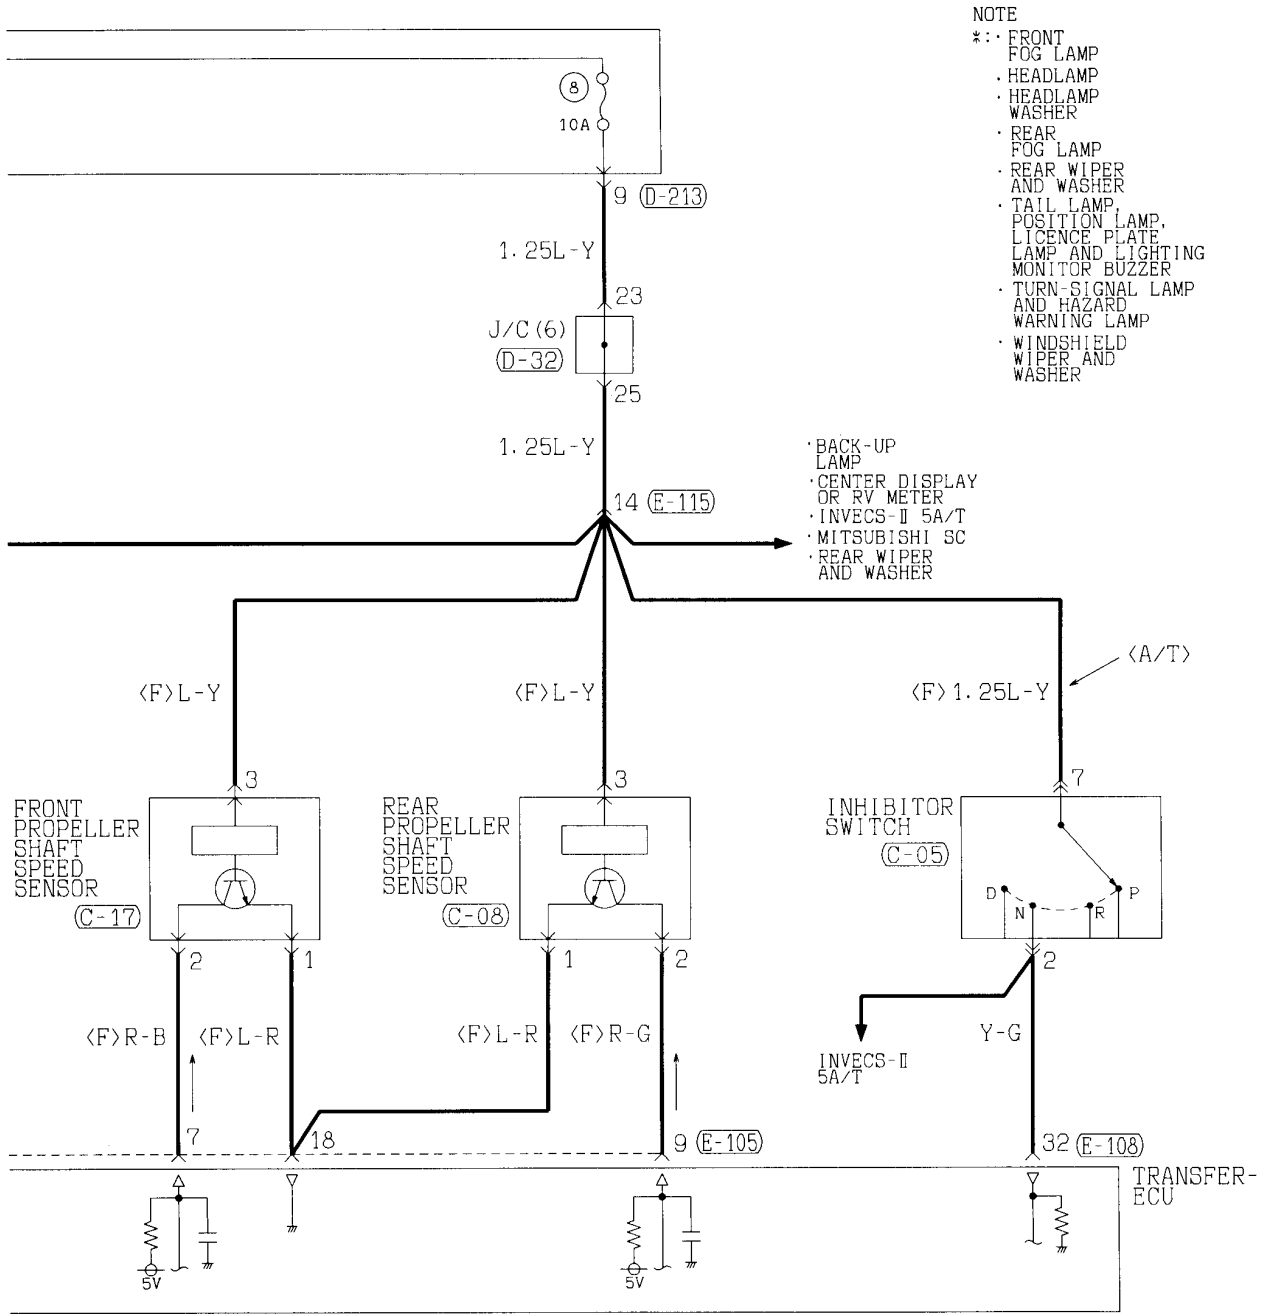 NOTE
*:· FRONT
FOG LAMP
· HEADLAMP
· HEADLAMP
WASHER
· REAR
FOG LAMP
· REAR WIPER
AND WASHER
· TAIL LAMP,
POSITION LAMP,
LICENCE PLATE
LAMP AND LIGHTING
MONITOR BUZZER
· TURN-SIGNAL LAMP
AND HAZARD
WARNING LAMP
· WINDSHIELD
WIPER AND
WASHER
8
10A
9 D-213
1.25L-Y
23
J/C(6)
D-32
25
1.25L-Y
14 E-115
·BACK-UP
LAMP
·CENTER DISPLAY
OR RV METER
·INVECS-Ⅱ 5A/T
·MITSUBISHI SC
·REAR WIPER
AND WASHER
<A/T>
<F>L-Y
<F>L-Y
<F>1.25L-Y
3
3
7
FRONT
PROPELLER
SHAFT
SPEED
SENSOR
C-17
REAR
PROPELLER
SHAFT
SPEED
SENSOR
C-08
INHIBITOR
SWITCH
C-05
D
N
R
P
2
1
1
2
2
<F>R-B
<F>L-R
<F>L-R
<F>R-G
Y-G
INVECS-Ⅱ
5A/T
7
18
9 E-105
32 E-108
TRANSFER-
ECU
5V
5V